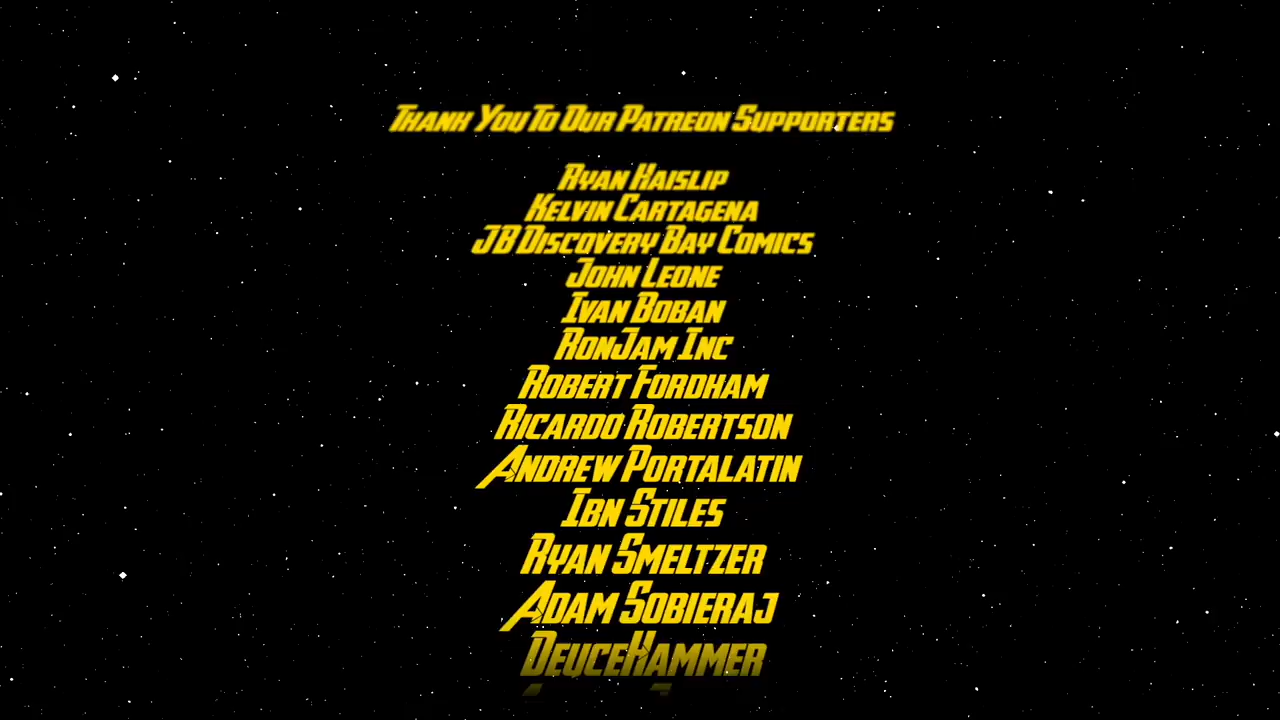 Thank You To Our Patreon Supporters
Ryan Haislip
Kelvin Cartagena
JB Discovery Bay Comics
John Leone
Ivan Boban
RonJam Inc
Robert Fordham
Ricardo Robertson
Andrew Portalatin
Ibn Stiles
Ryan Smeltzer
Adam Sobieraj
DeuceHammer